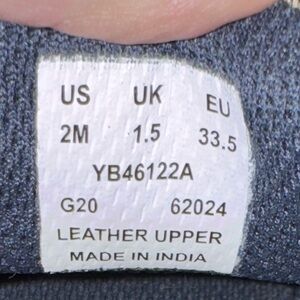 US UK EU
2M 1.5 33.5
YB46122A
G20 62024
LEATHER UPPER
MADE IN INDIA